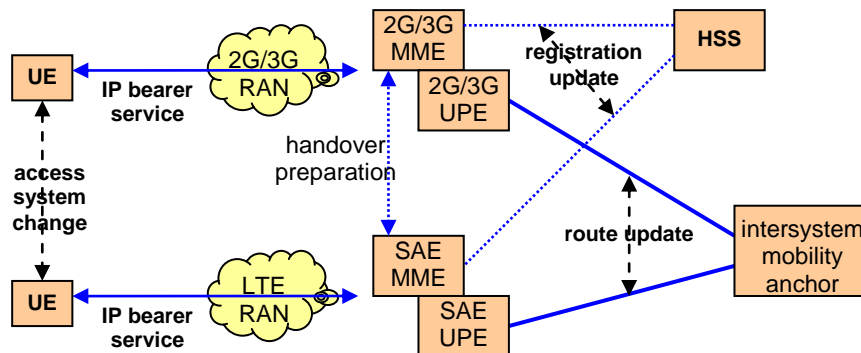 2G/3G
MME
HSS
registration
update
2G/3G
RAN
UE
IP bearer
service
2G/3G
UPE
handover
preparation
access
system
change
route update
intersystem
mobility
anchor
SAE
MME
LTE
RAN
UE
IP bearer
service
SAE
UPE